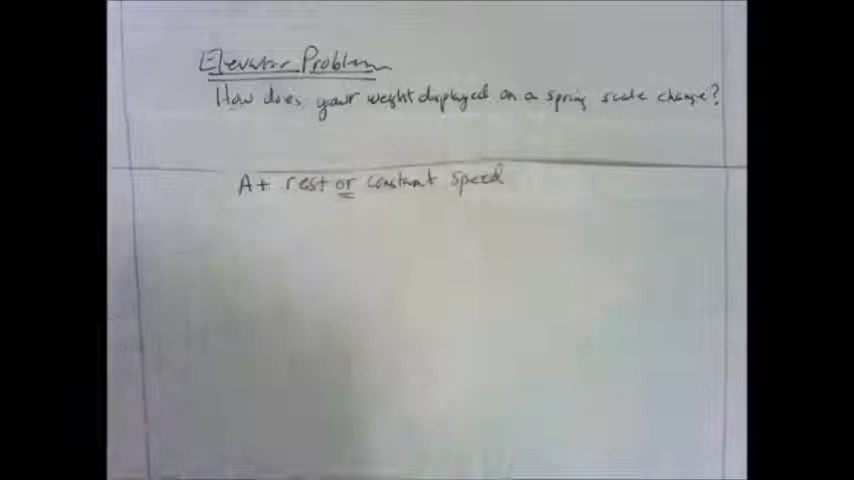 Elevator Problem
How does your weight displayed on a spring scale change?
At rest or constant speed